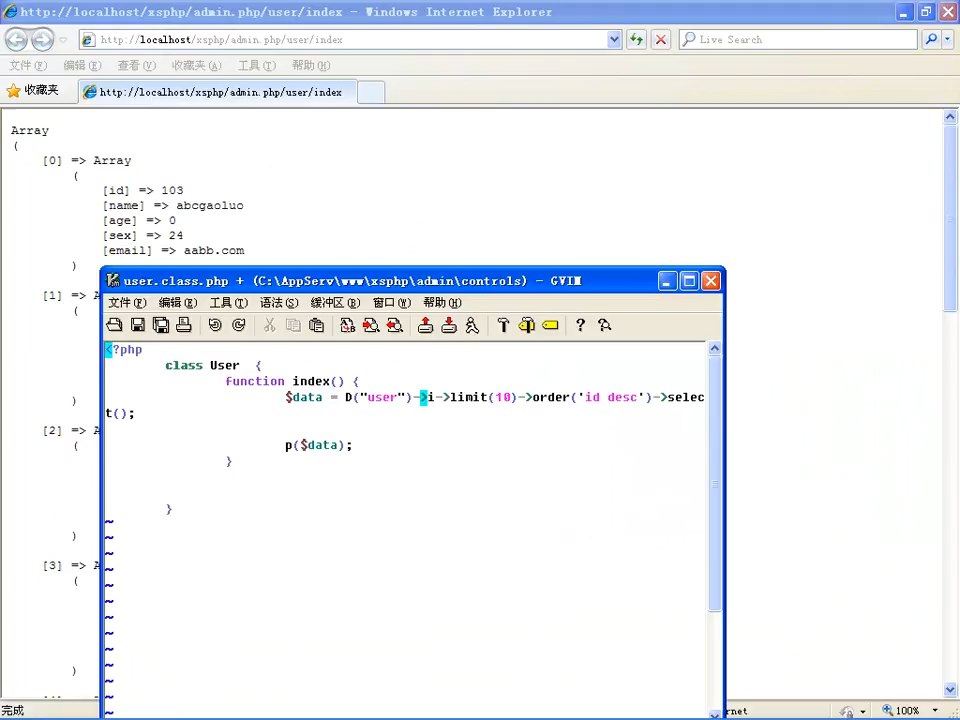 http://localhost/xsphp/admin.php/user/index - Windows Internet Explorer
http://localhost/xsphp/admin.php/user/index
Live Search
文件(F) 编辑(E) 查看(V) 收藏夹(A) 工具(T) 帮助(H)
收藏夹 http://localhost/xsphp/admin.php/user/index
Array
(
[0] => Array
(
[id] => 103
[name] => abcgaoluo
[age] => 0
[sex] => 24
[email] => aabb.com
)
[1] => A
(
)
[2] => A
(
)
[3] => A
(
)
user.class.php + (C:\AppServ\www\xsphp\admin\controls) - GVIM
文件(F) 编辑(E) 工具(T) 语法(S) 缓冲区(B) 窗口(W) 帮助(H)
<?php
class User {
function index() {
$data = D("user")->i->limit(10)->order('id desc')->selec
t();
p($data);
}
}
~
~
~
~
~
~
~
~
~
~
~
~
~
完成
rnet
100%